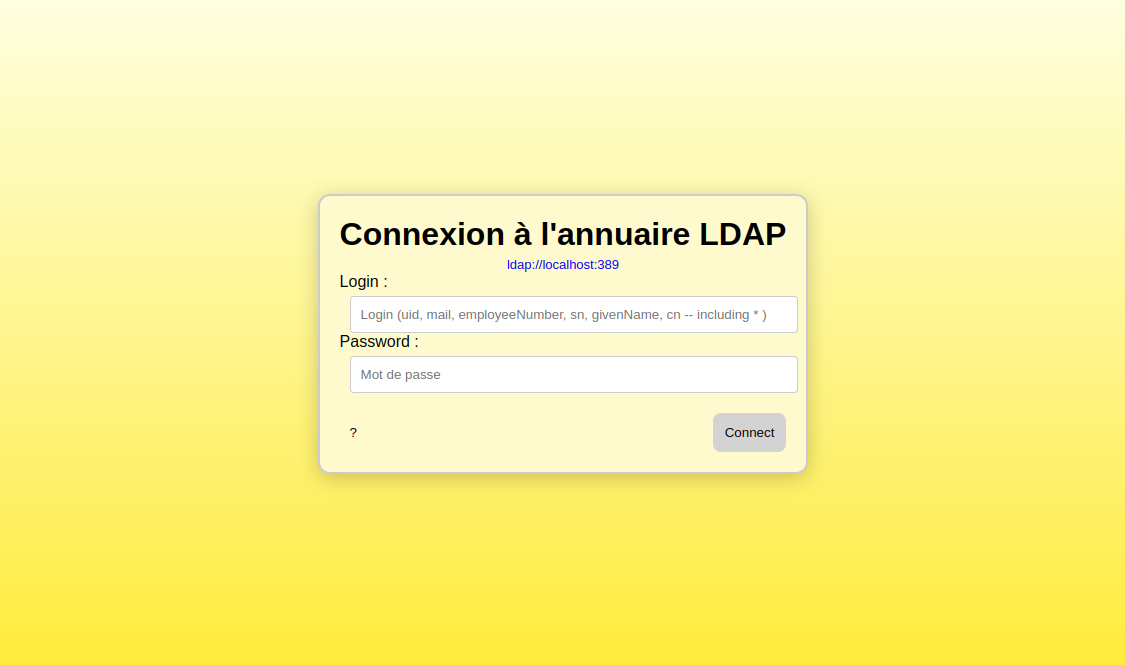 Connexion à l'annuaire LDAP
ldap://localhost:389
Login :
Login (uid, mail, employeeNumber, sn, givenName, cn -- including * )
Password :
Mot de passe
? Connect